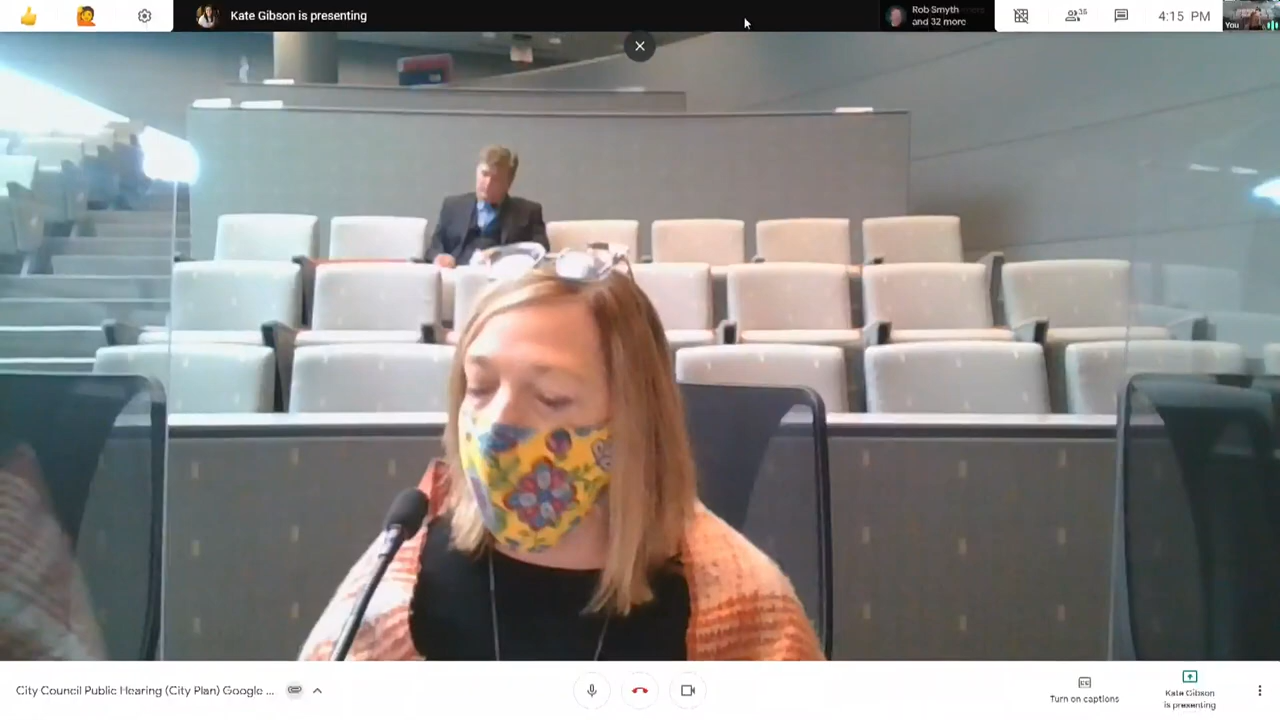 Kate Gibson is presenting
Rob Smyth
and 32 more
35
4:15 PM
You
City Council Public Hearing (City Plan) Google ...
Turn on captions
Kate Gibson
is presenting